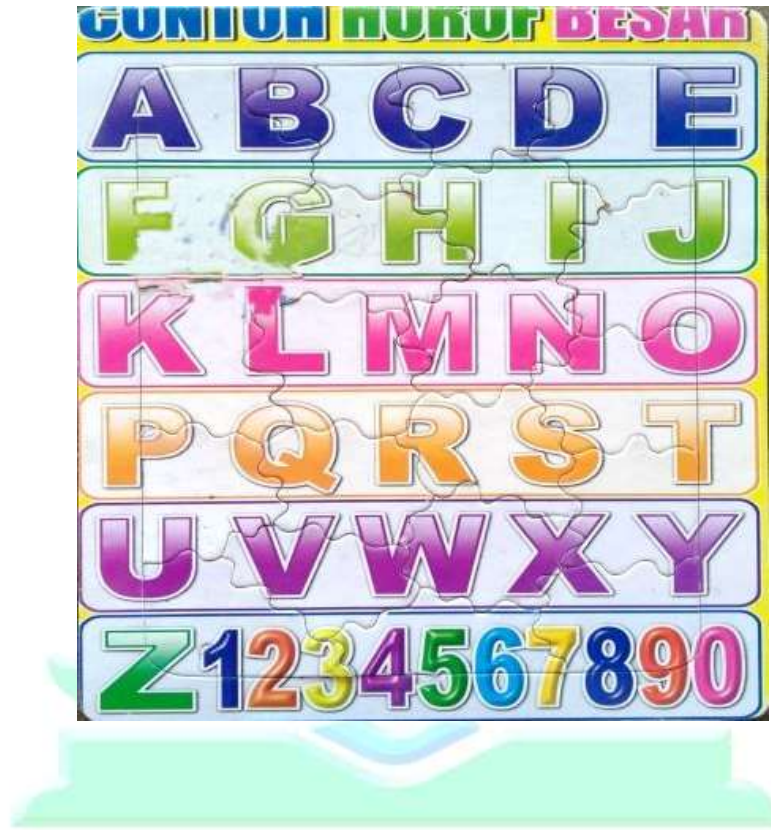 CONTOH HURUF BESAR
A B C D E
F G H I J
K L M N O
P Q R S T
U V W X Y
Z 1 2 3 4 5 6 7 8 9 0